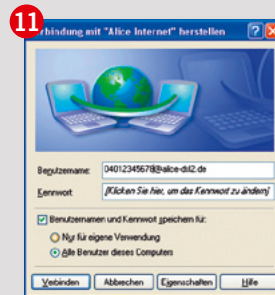 11
rbindung mit "Alice Internet" herstellen
Benutzername: 04012345678@alice-dsl2.de
Kennwort: [Klicken Sie hier, um das Kennwort zu ändern]
Benutzernamen und Kennwort speichern für:
Nur für eigene Verwendung
Alle Benutzer dieses Computers
Verbinden Abbrechen Eigenschaften Hilfe